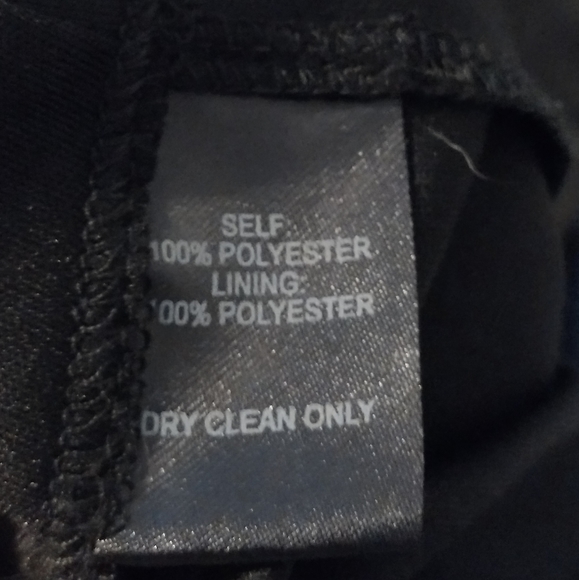 SELF:
100% POLYESTER
LINING:
100% POLYESTER
DRY CLEAN ONLY